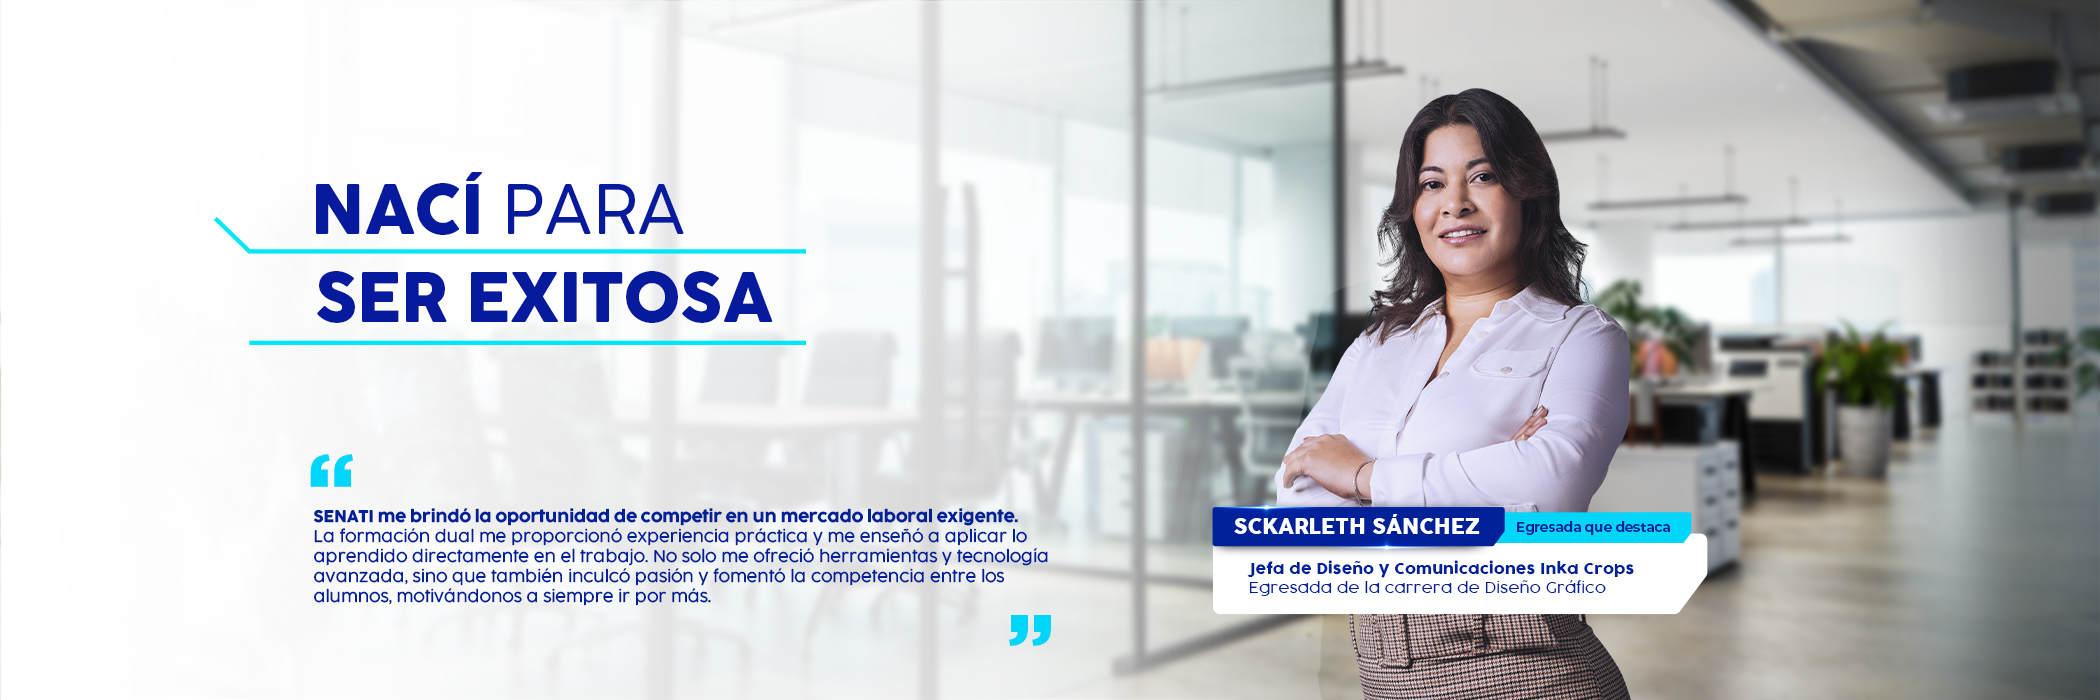 NACÍ PARA
SER EXITOSA
“
SENATI me brindó la oportunidad de competir en un mercado laboral exigente.
La formación dual me proporcionó experiencia práctica y me enseñó a aplicar lo
aprendido directamente en el trabajo. No solo me ofreció herramientas y tecnología
avanzada, sino que también inculcó pasión y fomentó la competencia entre los
alumnos, motivándonos a siempre ir por más.
”
SCKARLETH SÁNCHEZ Egresada que destaca
Jefa de Diseño y Comunicaciones Inka Crops
Egresada de la carrera de Diseño Gráfico